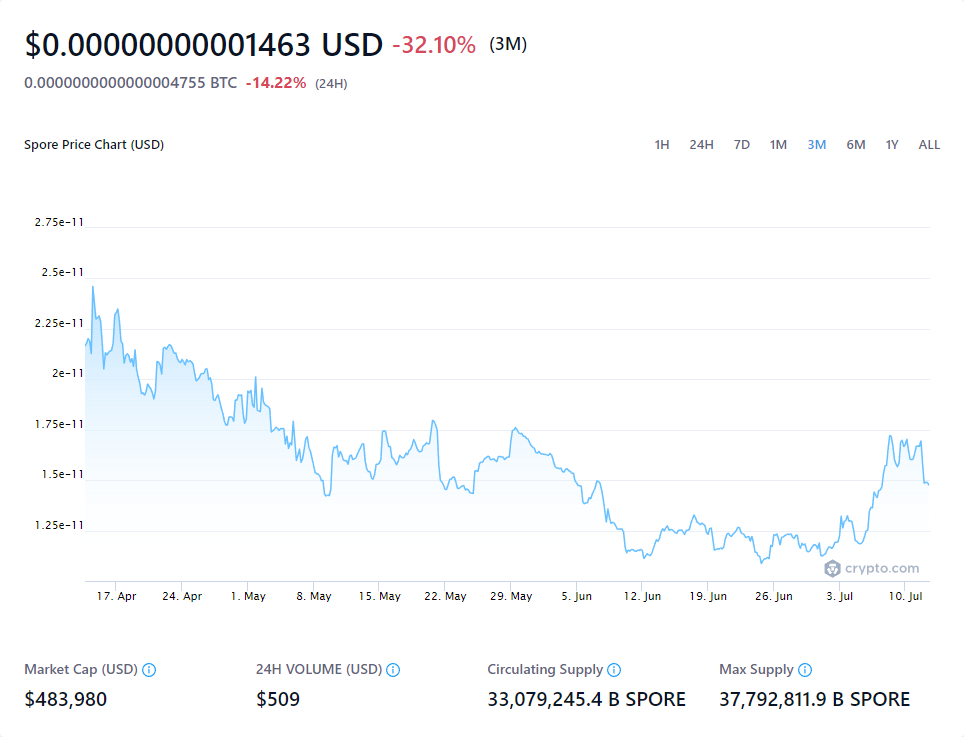 $0.00000000001463 USD -32.10% (3M)
0.0000000000000004755 BTC -14.22% (24H)
Spore Price Chart (USD) 1H 24H 7D 1M 3M 6M 1Y ALL
2.75e-11
2.5e-11
2.25e-11
2e-11
1.75e-11
1.5e-11
1.25e-11
crypto.com
17. Apr 24. Apr 1. May 8. May 15. May 22. May 29. May 5. Jun 12. Jun 19. Jun 26. Jun 3. Jul 10. Jul
Market Cap (USD) 24H VOLUME (USD) Circulating Supply Max Supply
$483,980 $509 33,079,245.4 B SPORE 37,792,811.9 B SPORE